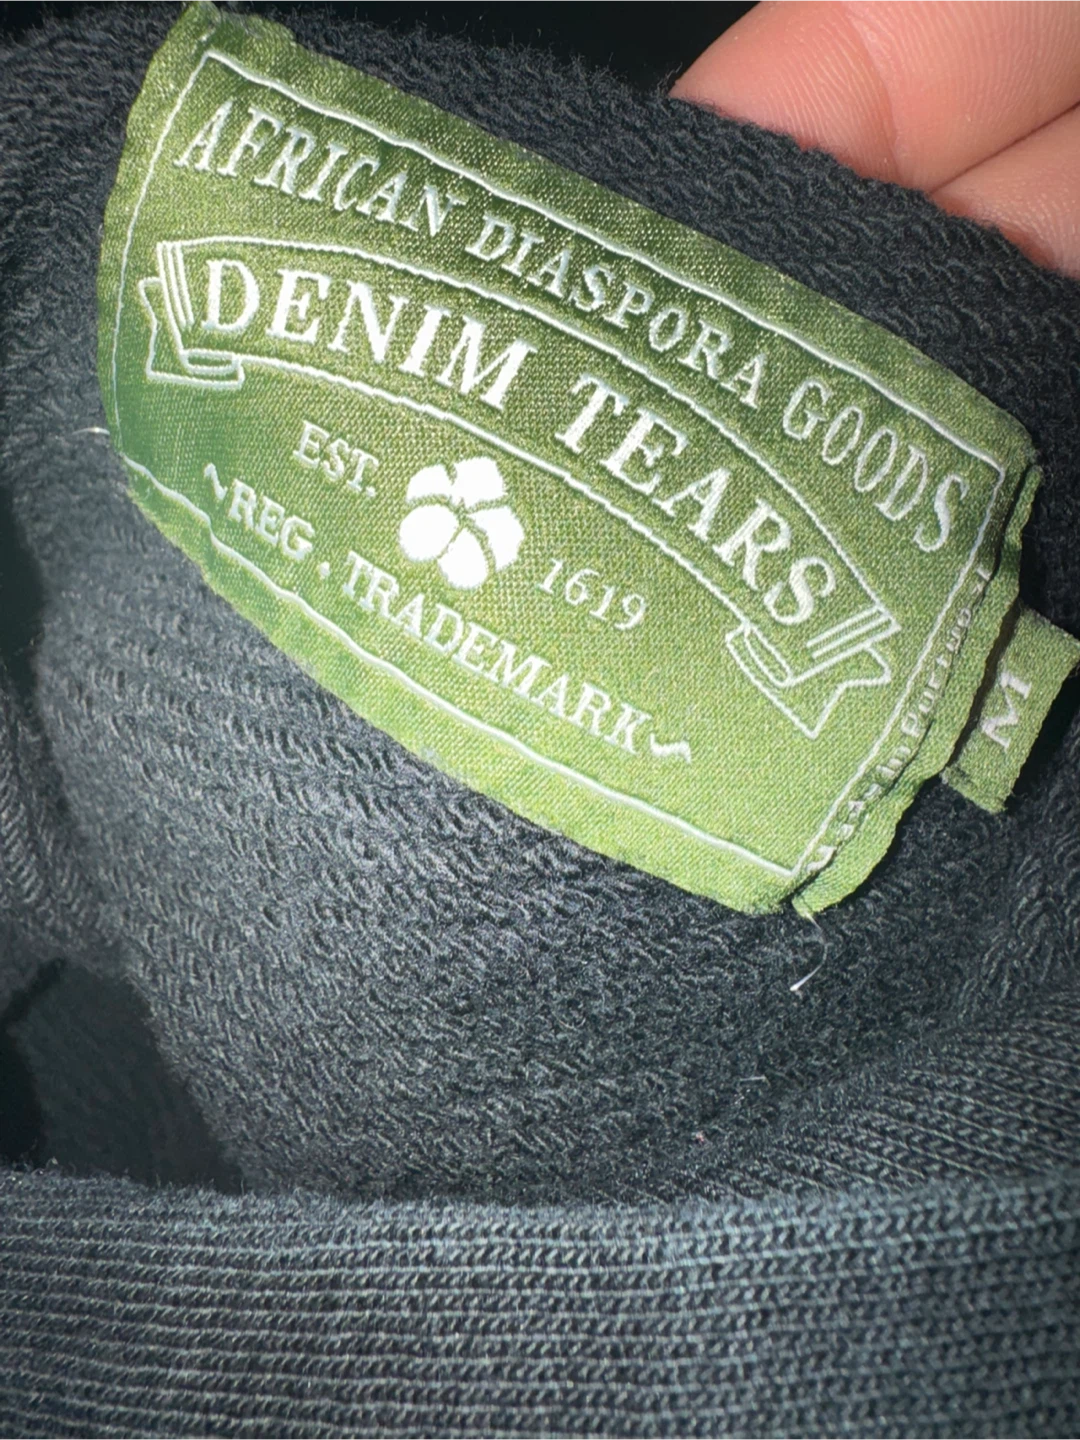 AFRICAN DIASPORA GOODS
DENIM TEARS
EST. 1619
~REG. TRADEMARK~
M